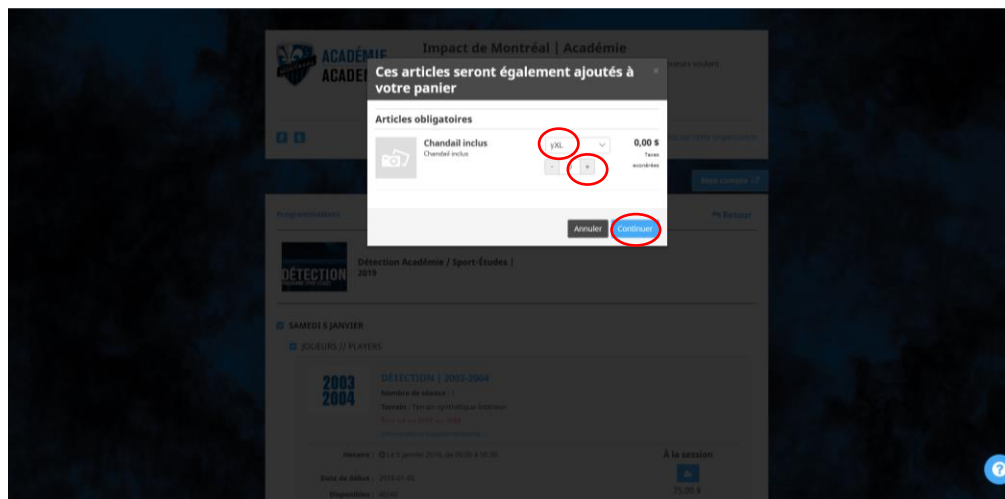 Impact de Montréal | Académie
ACADÉMIE
Ces articles seront également ajoutés à
votre panier
×
Articles obligatoires
Chandail inclus
Chandail inclus
yXL
0,00 $
Taxes
exonérées
-
+
Annuler
Continuer
Mon compte
Programmations
Retour
DÉTECTION
Détection Académie / Sport-Études |
2019
SAMEDI 5 JANVIER
JOUEURS // PLAYERS
2003
2004
DÉTECTION | 2003-2004
Nombre de séance : 1
Terrain : Terrain synthétique intérieur
Horaire :
À la session
Date de début :
Disponibles :
75,00 $
?